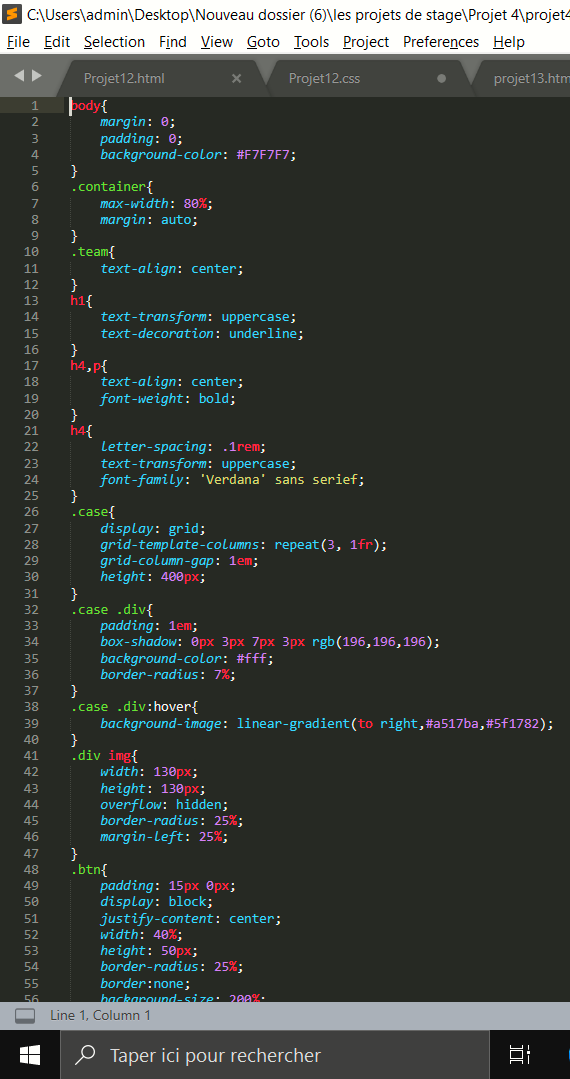 C:\Users\admin\Desktop\Nouveau dossier (6)\les projets de stage\Projet 4\projet4
File Edit Selection Find View Goto Tools Project Preferences Help
Projet12.html × Projet12.css projet13.htm
1 body{
2 margin: 0;
3 padding: 0;
4 background-color: #F7F7F7;
5 }
6 .container{
7 max-width: 80%;
8 margin: auto;
9 }
10 .team{
11 text-align: center;
12 }
13 h1{
14 text-transform: uppercase;
15 text-decoration: underline;
16 }
17 h4,p{
18 text-align: center;
19 font-weight: bold;
20 }
21 h4{
22 letter-spacing: .1rem;
23 text-transform: uppercase;
24 font-family: 'Verdana' sans serief;
25 }
26 .case{
27 display: grid;
28 grid-template-columns: repeat(3, 1fr);
29 grid-column-gap: 1em;
30 height: 400px;
31 }
32 .case .div{
33 padding: 1em;
34 box-shadow: 0px 3px 7px 3px rgb(196,196,196);
35 background-color: #fff;
36 border-radius: 7%;
37 }
38 .case .div:hover{
39 background-image: linear-gradient(to right,#a517ba,#5f1782);
40 }
41 .div img{
42 width: 130px;
43 height: 130px;
44 overflow: hidden;
45 border-radius: 25%;
46 margin-left: 25%;
47 }
48 .btn{
49 padding: 15px 0px;
50 display: block;
51 justify-content: center;
52 width: 40%;
53 height: 50px;
54 border-radius: 25%;
55 border:none;
56 background-size: 200%;
Line 1, Column 1
Taper ici pour rechercher